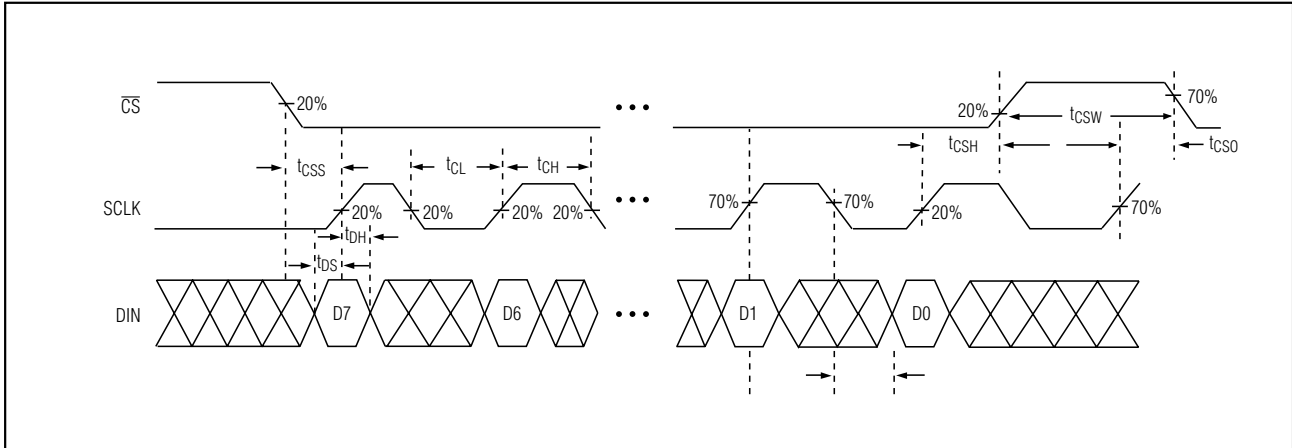 CS
20%
• • •
20%
tCSW
70%
tCSS
tCL
tCH
tCSH
tCSO
SCLK
20%
20%
20%
20%
• • •
70%
70%
20%
70%
tDH
tDS
DIN
D7
D6
• • •
D1
D0